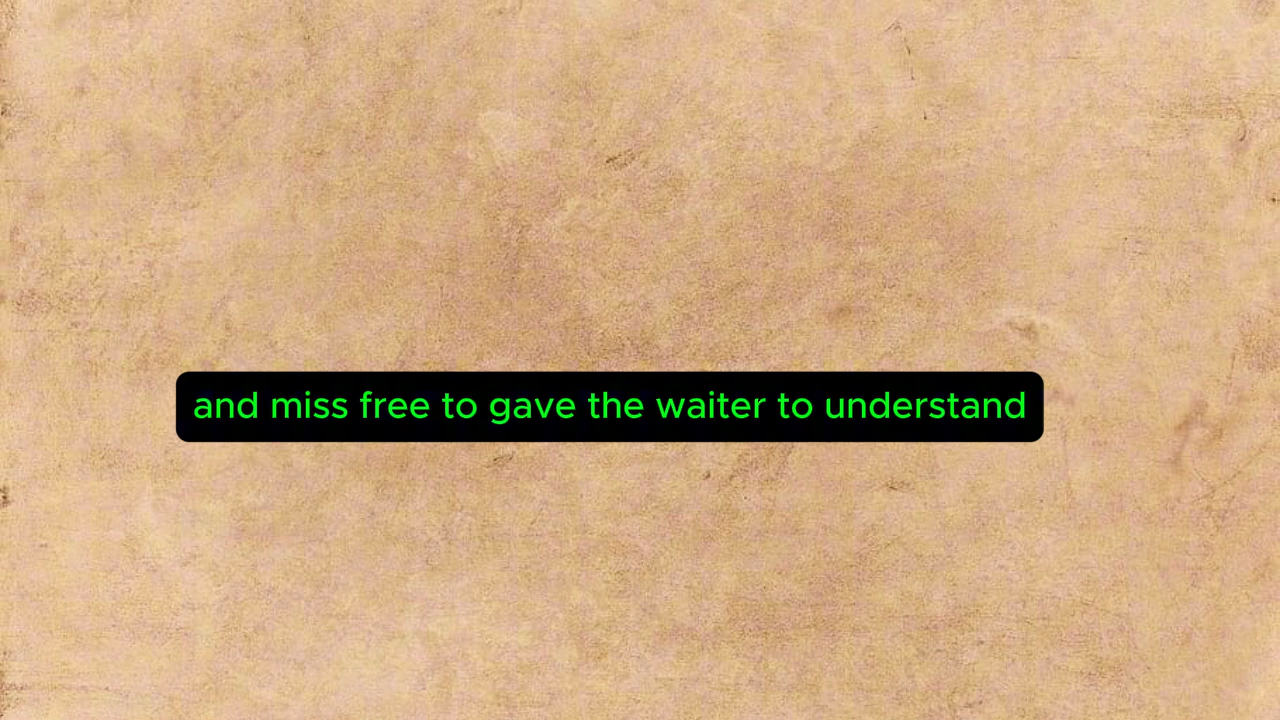 and miss free to gave the waiter to understand